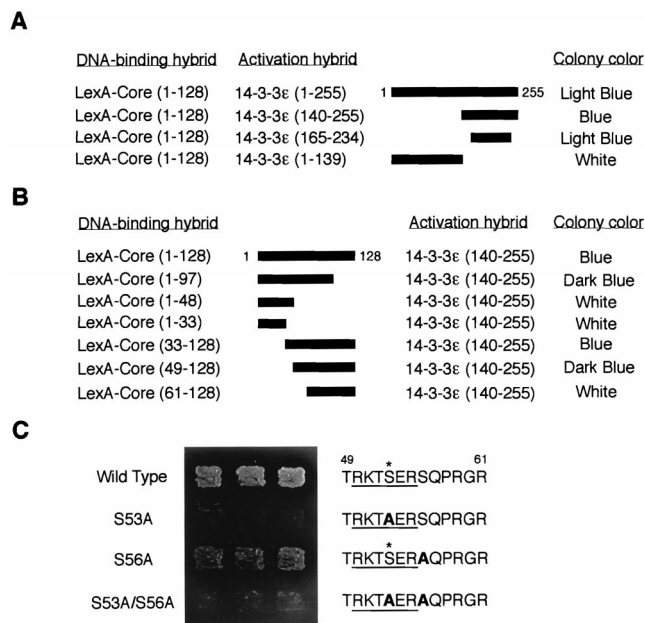 A
DNA-binding hybrid Activation hybrid Colony color
LexA-Core (1-128) 14-3-3ε (1-255) 1 255 Light Blue
LexA-Core (1-128) 14-3-3ε (140-255) Blue
LexA-Core (1-128) 14-3-3ε (165-234) Light Blue
LexA-Core (1-128) 14-3-3ε (1-139) White
B
DNA-binding hybrid Activation hybrid Colony color
LexA-Core (1-128) 1 128 14-3-3ε (140-255) Blue
LexA-Core (1-97) 14-3-3ε (140-255) Dark Blue
LexA-Core (1-48) 14-3-3ε (140-255) White
LexA-Core (1-33) 14-3-3ε (140-255) White
LexA-Core (33-128) 14-3-3ε (140-255) Blue
LexA-Core (49-128) 14-3-3ε (140-255) Dark Blue
LexA-Core (61-128) 14-3-3ε (140-255) White
C
49 61
*
Wild Type TRKTSERSQPRGR
S53A TRKTAERSQPRGR
*
S56A TRKTSERAQPRGR
S53A/S56A TRKTAERAQPRGR